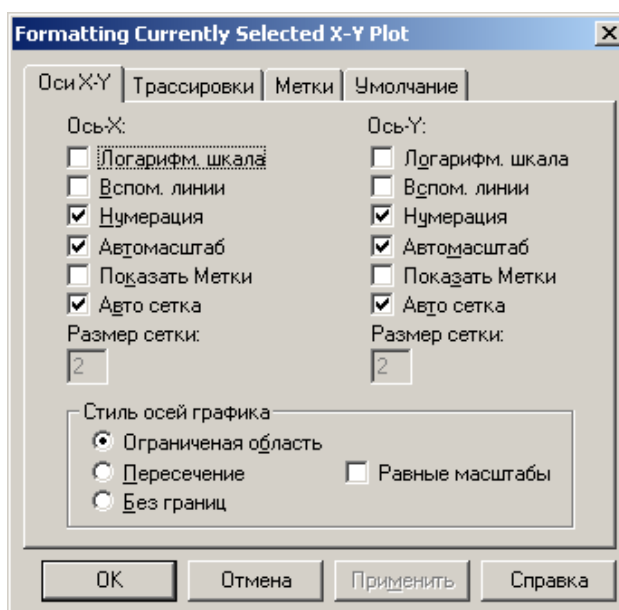 Formatting Currently Selected X-Y Plot
Оси X-Y Трассировки Метки Умолчание
Ось-X: Ось-Y:
Логарифм. шкала Логарифм. шкала
Вспом. линии Вспом. линии
Нумерация Нумерация
Автомасштаб Автомасштаб
Показать Метки Показать Метки
Авто сетка Авто сетка
Размер сетки: Размер сетки:
2 2
Стиль осей графика
Ограниченая область
Пересечение Равные масштабы
Без границ
OK Отмена Применить Справка